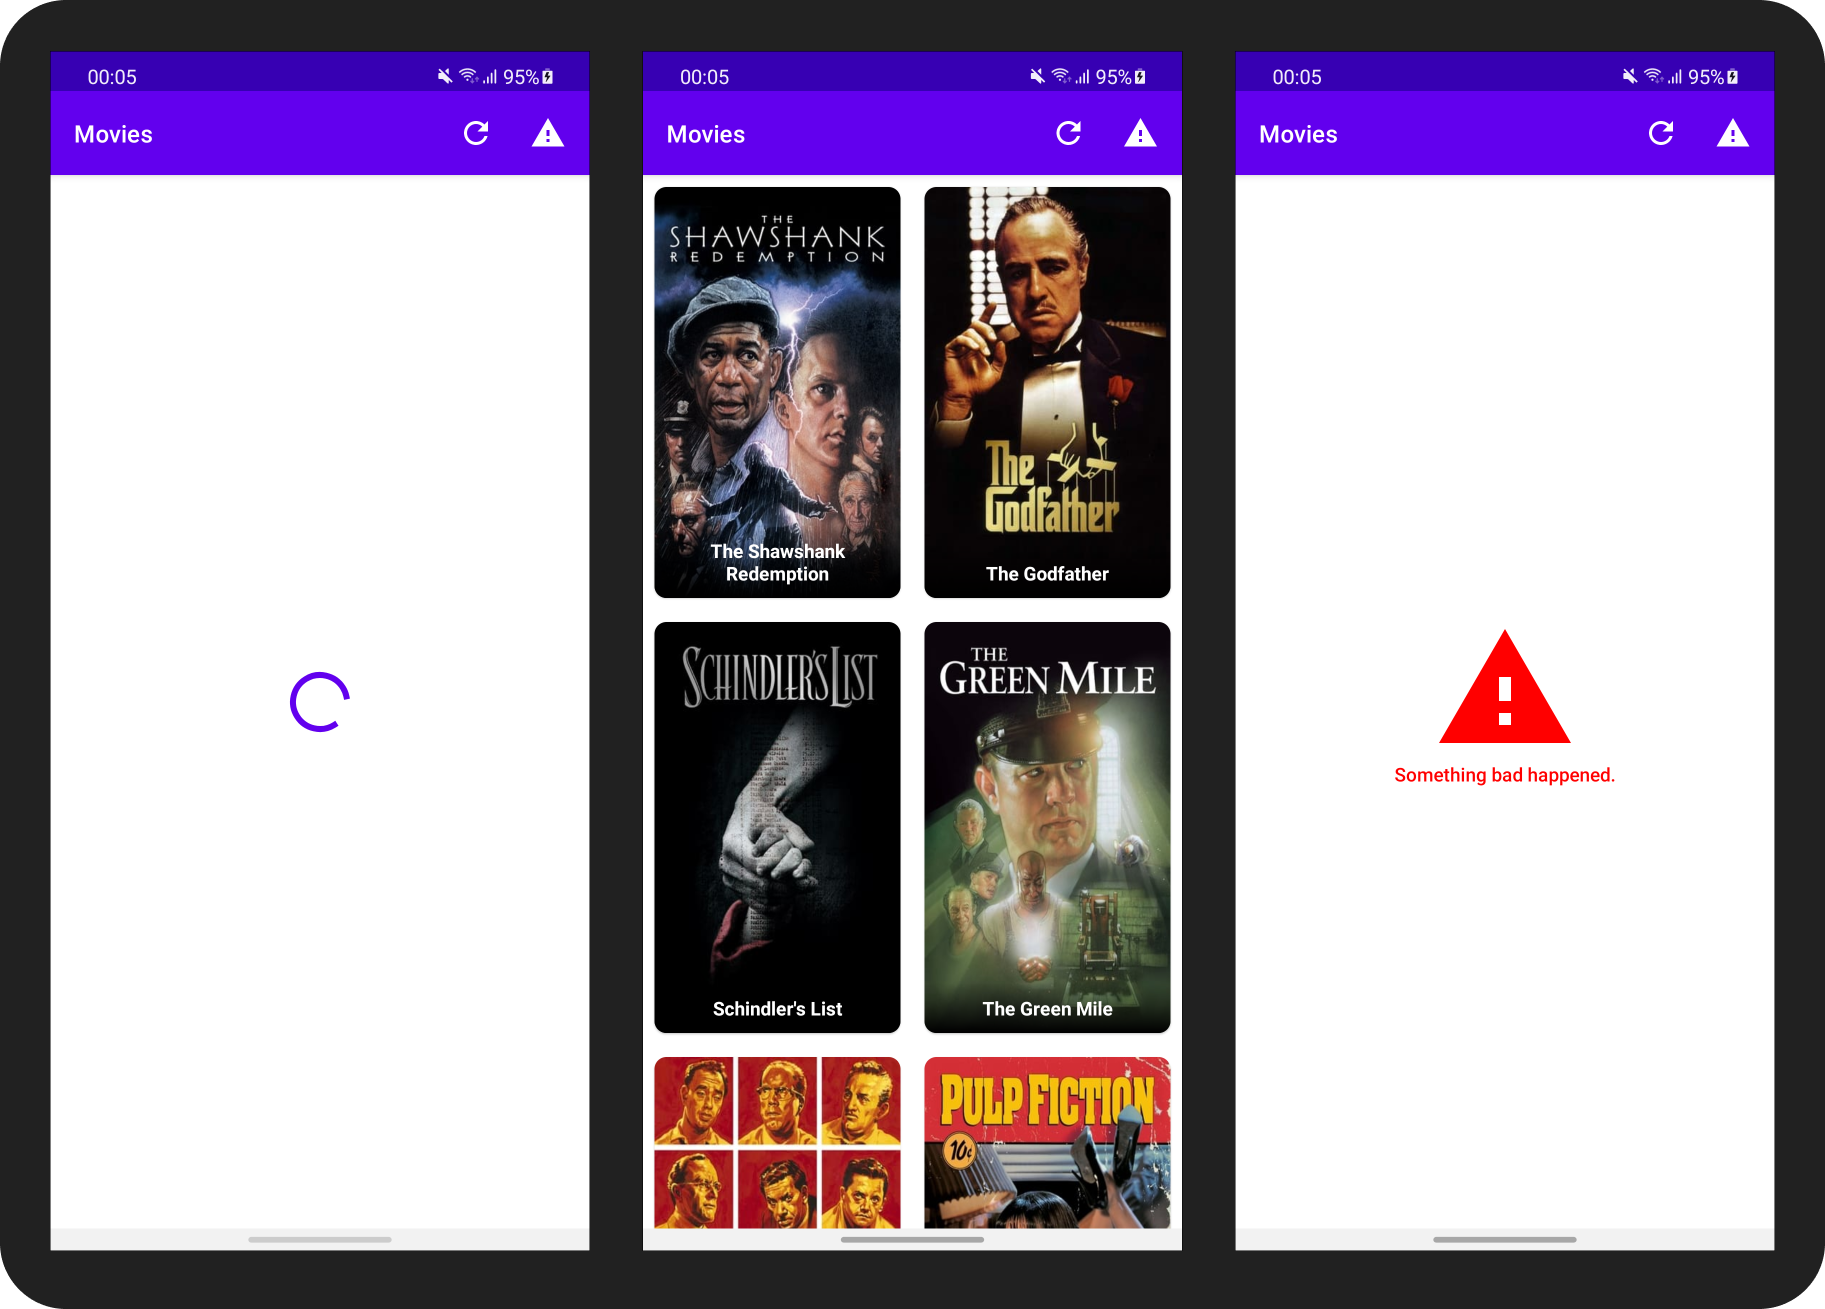 00:05
95%
Movies
00:05
95%
Movies
THE
SHAWSHANK
REDEMPTION
The Shawshank
Redemption
The
Godfather
The Godfather
SCHINDLER'S LIST
Schindler's List
THE
GREEN MILE
The Green Mile
PULP FICTION
10¢
00:05
95%
Movies
Something bad happened.